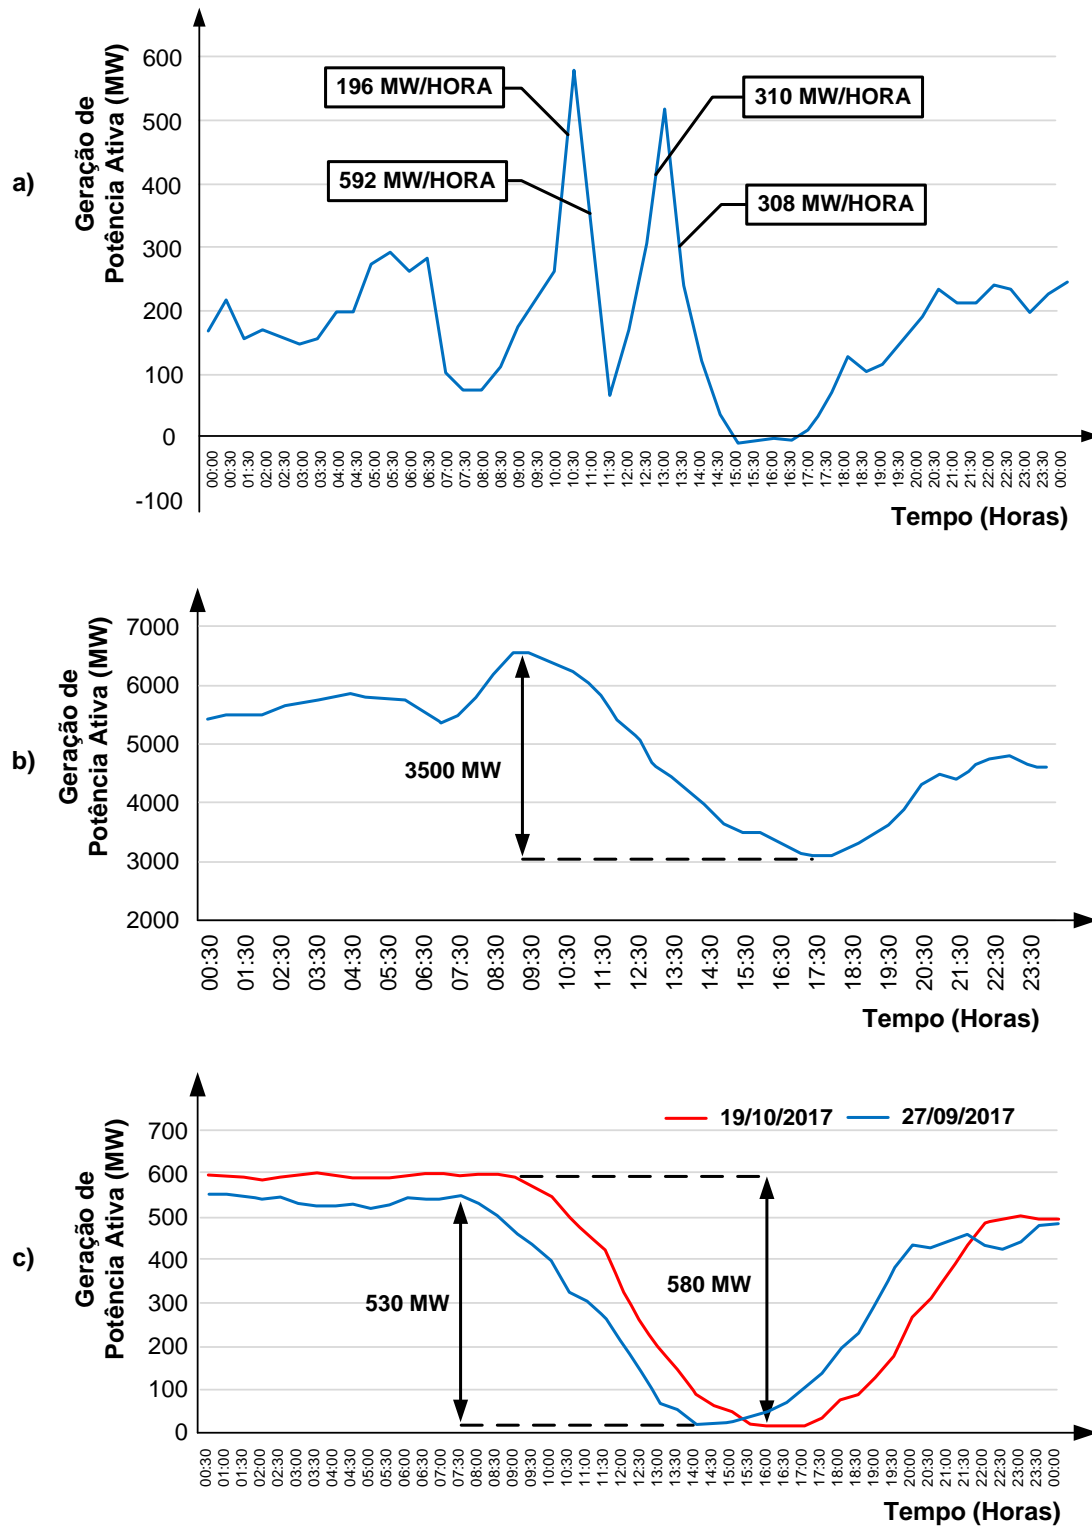 a)
Geração de
Potência Ativa (MW)
600
500
400
300
200
100
0
-100
196 MW/HORA
592 MW/HORA
310 MW/HORA
308 MW/HORA
00:00 00:30 01:30 02:00 02:30 03:30 04:00 04:30 05:00 05:30 06:00 06:30 07:00 07:30 08:00 08:30 09:00 09:30 10:00 10:30 11:00 11:30 12:00 12:30 13:00 13:30 14:00 14:30 15:00 15:30 16:00 16:30 17:00 17:30 18:00 18:30 19:00 19:30 20:00 20:30 21:00 21:30 22:00 22:30 23:00 23:30 00:00
Tempo (Horas)
b)
Geração de
Potência Ativa (MW)
7000
6000
5000
4000
3000
2000
3500 MW
00:30 01:30 02:30 03:30 04:30 05:30 06:30 07:30 08:30 09:30 10:30 11:30 12:30 13:30 14:30 15:30 16:30 17:30 18:30 19:30 20:30 21:30 22:30 23:30
Tempo (Horas)
c)
Geração de
Potência Ativa (MW)
19/10/2017 27/09/2017
700
600
500
400
300
200
100
0
530 MW
580 MW
00:30 01:00 01:30 02:00 02:30 03:00 03:30 04:00 04:30 05:00 05:30 06:00 06:30 07:00 07:30 08:00 08:30 09:00 09:30 10:00 10:30 11:00 11:30 12:00 12:30 13:00 13:30 14:00 14:30 15:00 15:30 16:00 16:30 17:00 17:30 18:00 18:30 19:00 19:30 20:00 20:30 21:00 21:30 22:00 22:30 23:00 23:30 00:00
Tempo (Horas)